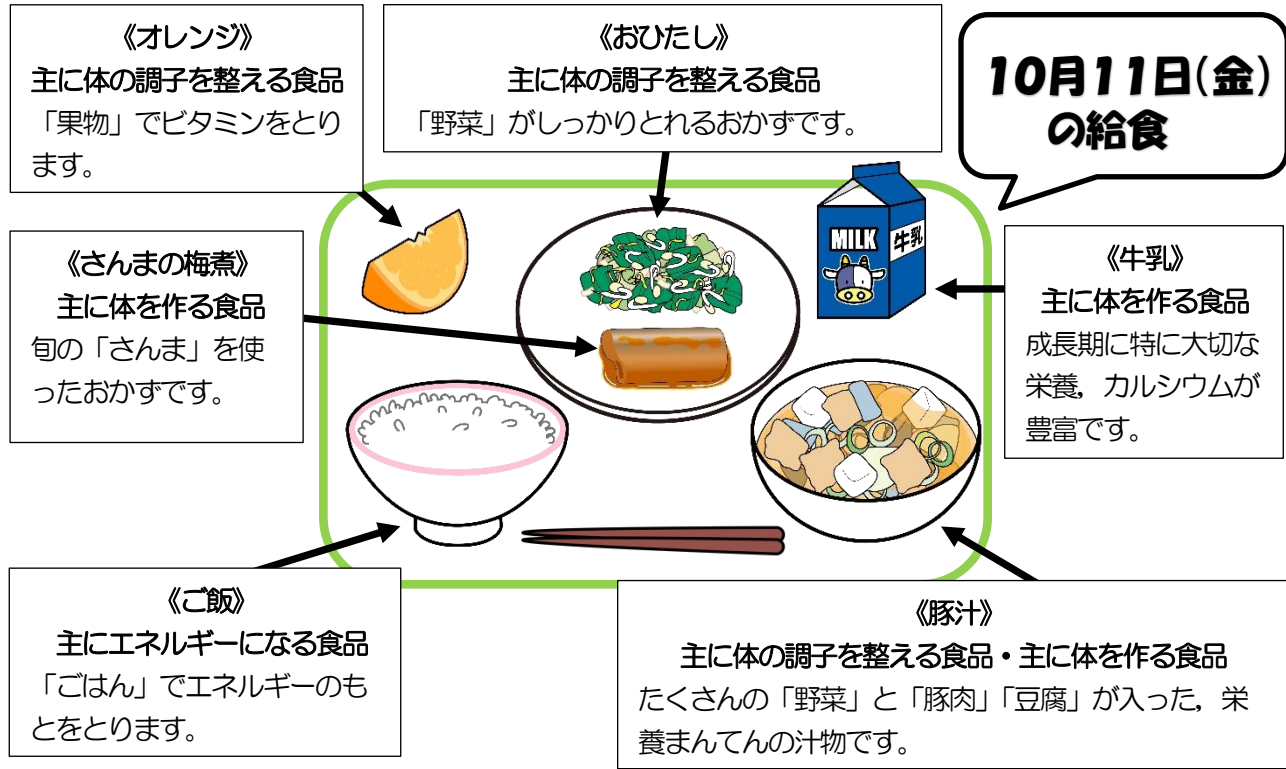 《オレンジ》
主に体の調子を整える食品
「果物」でビタミンをとり
ます。
《おひたし》
主に体の調子を整える食品
「野菜」がしっかりとれるおかずです。
10月11日(金)
の給食
《さんまの梅煮》
主に体を作る食品
旬の「さんま」を使
ったおかずです。
MILK 牛乳
《牛乳》
主に体を作る食品
成長期に特に大切な
栄養，カルシウムが
豊富です。
《ご飯》
主にエネルギーになる食品
「ごはん」でエネルギーのも
とをとります。
《豚汁》
主に体の調子を整える食品・主に体を作る食品
たくさんの「野菜」と「豚肉」「豆腐」が入った，栄
養まんてんの汁物です。